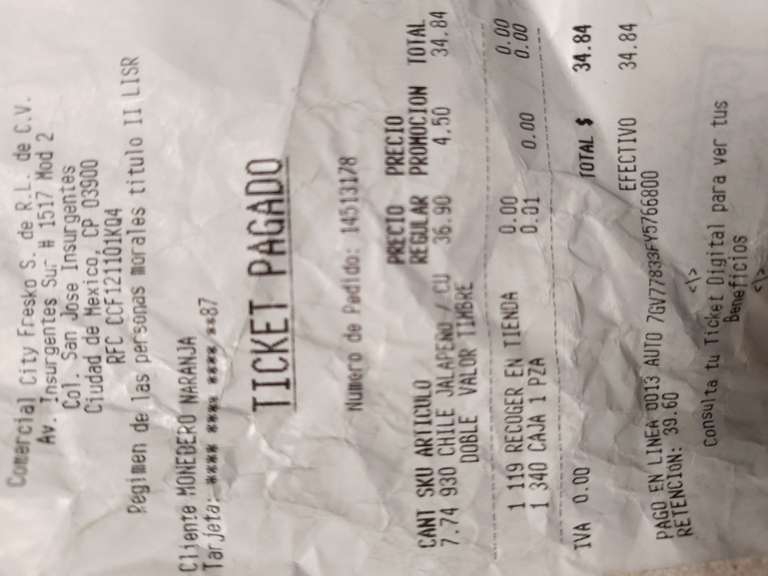 Comercial City Fresko S. de R.L. de C.V.
Av. Insurgentes Sur # 1517 Mod 2
Col. San Jose Insurgentes
Ciudad de Mexico, CP 03900
RFC CCF121101KQ4
Regimen de las personas morales titulo II LISR
Cliente MONEDERO NARANJA
Tarjeta: **** **** **** **87
TICKET PAGADO
Numero de Pedido: 14513178
PRECIO PRECIO
CANT SKU ARTICULO REGULAR PROMOCION TOTAL
7.74 930 CHILE JALAPENO / CU 36.90 4.50 34.84
DOBLE VALOR TIMBRE
1 119 RECOGER EN TIENDA 0.00 0.00
1 340 CAJA 1 PZA 0.01 0.00 0.00
IVA 0.00 TOTAL $ 34.84
EFECTIVO 34.84
PAGO EN LINEA 0013 AUTO 7GV77833FY5766800
RETENCION: 39.60
<\>
Consulta tu Ticket Digital para ver tus
Beneficios
<\>